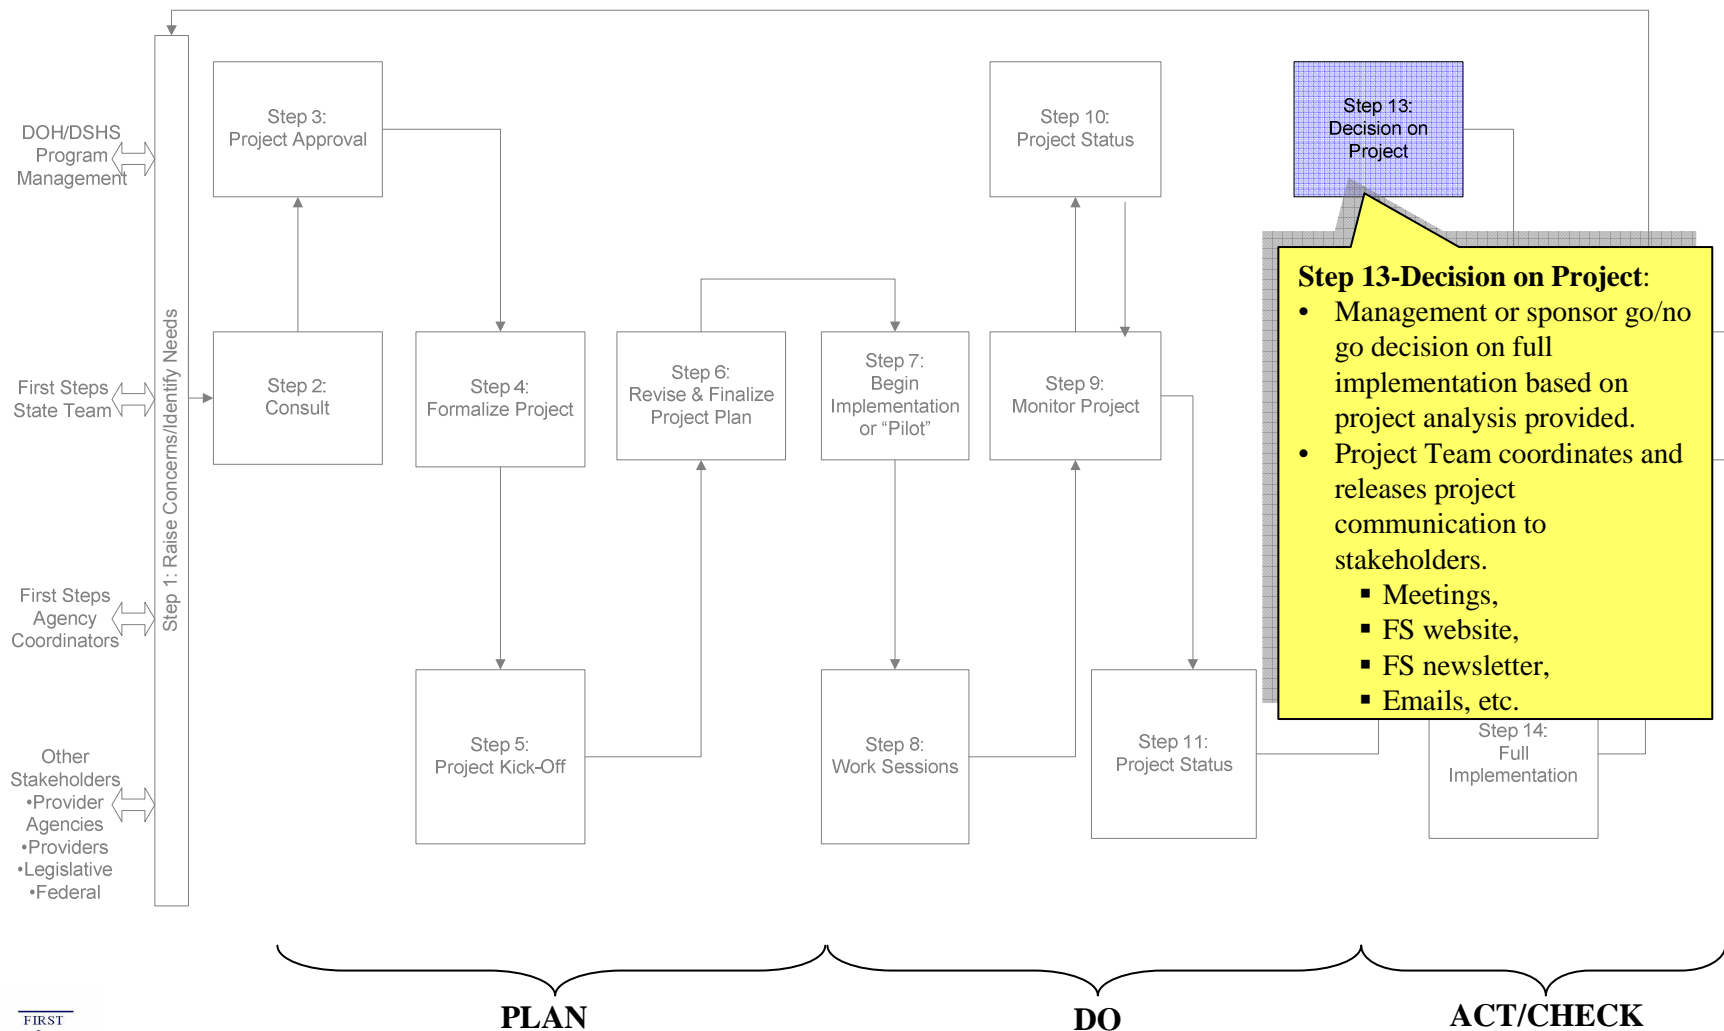 DOH/DSHS
Program
Management
First Steps
State Team
First Steps
Agency
Coordinators
Other
Stakeholders
•Provider
Agencies
•Providers
•Legislative
•Federal
Step 1: Raise Concerns/Identify Needs
Step 3:
Project Approval
Step 2:
Consult
Step 4:
Formalize Project
Step 5:
Project Kick-Off
Step 6:
Revise & Finalize
Project Plan
Step 7:
Begin
Implementation
or “Pilot”
Step 8:
Work Sessions
Step 10:
Project Status
Step 9:
Monitor Project
Step 11:
Project Status
Step 13:
Decision on
Project
Step 13-Decision on Project:
• Management or sponsor go/no
go decision on full
implementation based on
project analysis provided.
• Project Team coordinates and
releases project
communication to
stakeholders.
▪ Meetings,
▪ FS website,
▪ FS newsletter,
▪ Emails, etc.
Step 14:
Full
Implementation
PLAN
DO
ACT/CHECK
FIRST